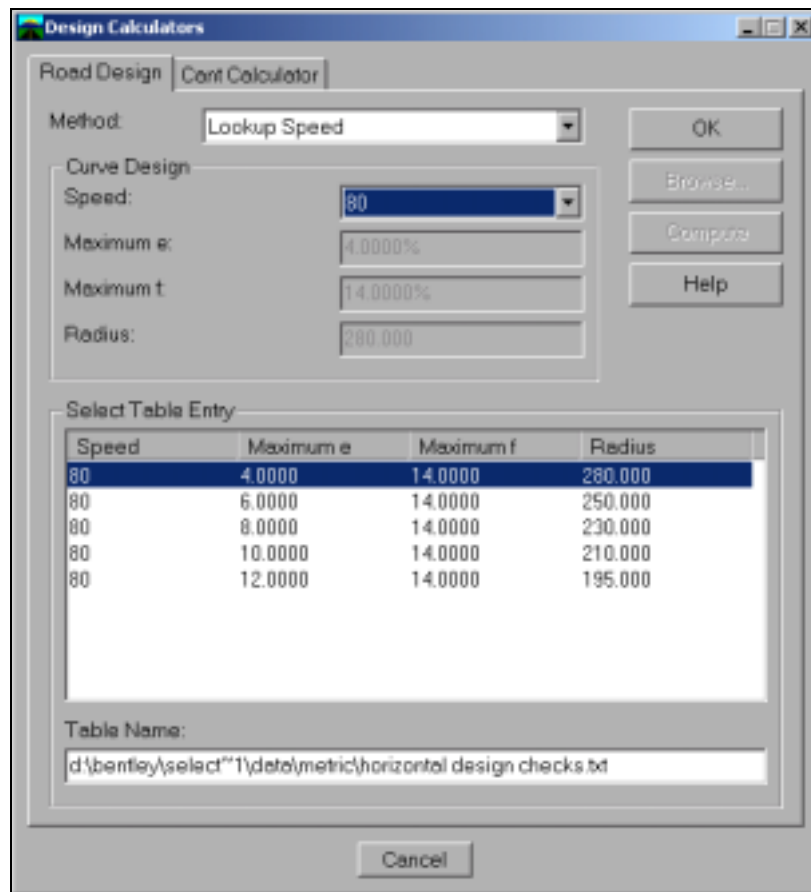 Design Calculators
Road Design
Cant Calculator
Method:
Lookup Speed
OK
Curve Design
Browse...
Speed:
80
Compute
Maximum e:
4.0000%
Maximum f:
14.0000%
Help
Radius:
280.000
Select Table Entry
Speed Maximum e Maximum f Radius
80 4.0000 14.0000 280.000
80 6.0000 14.0000 250.000
80 8.0000 14.0000 230.000
80 10.0000 14.0000 210.000
80 12.0000 14.0000 195.000
Table Name:
d:\bentley\select~1\data\metric\horizontal design checks.txt
Cancel